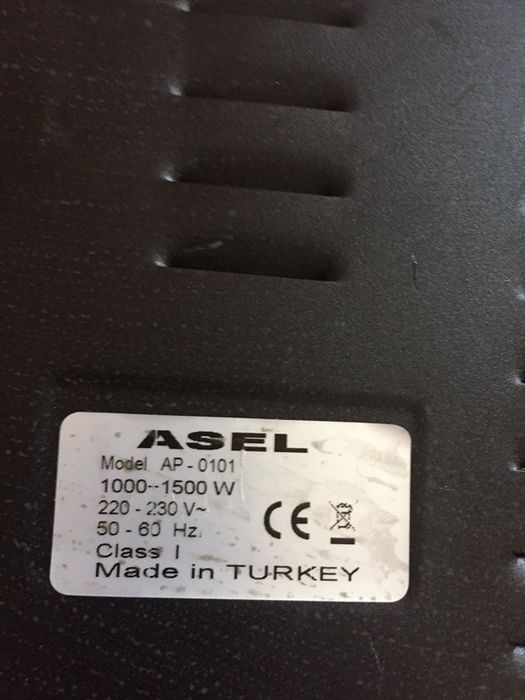 ASEL
Model AP - 0101
1000--1500 W
220 - 230 V~
50 - 60 Hz.
Class I
Made in TURKEY
CE